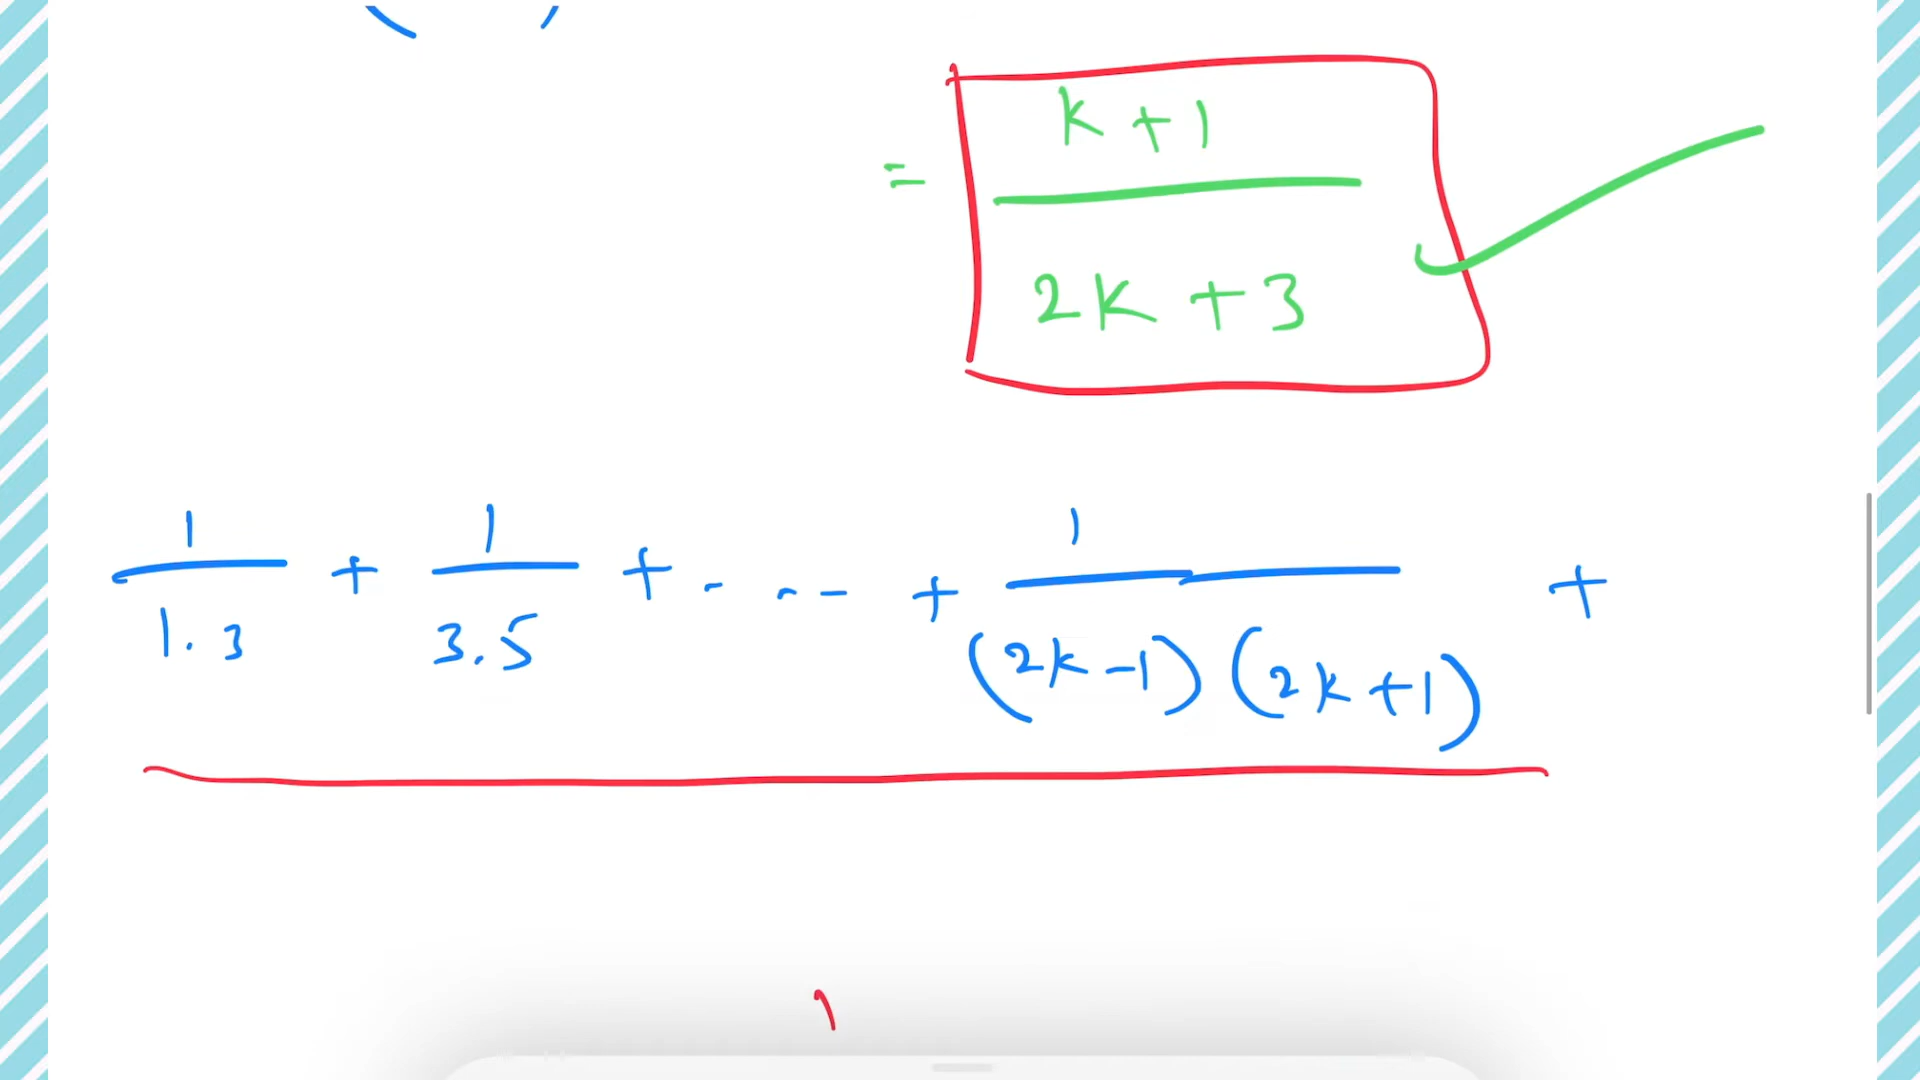 = k + 1 / 2k + 3
1 / 1.3 + 1 / 3.5 + . - - + 1 / (2k - 1) (2k + 1) +